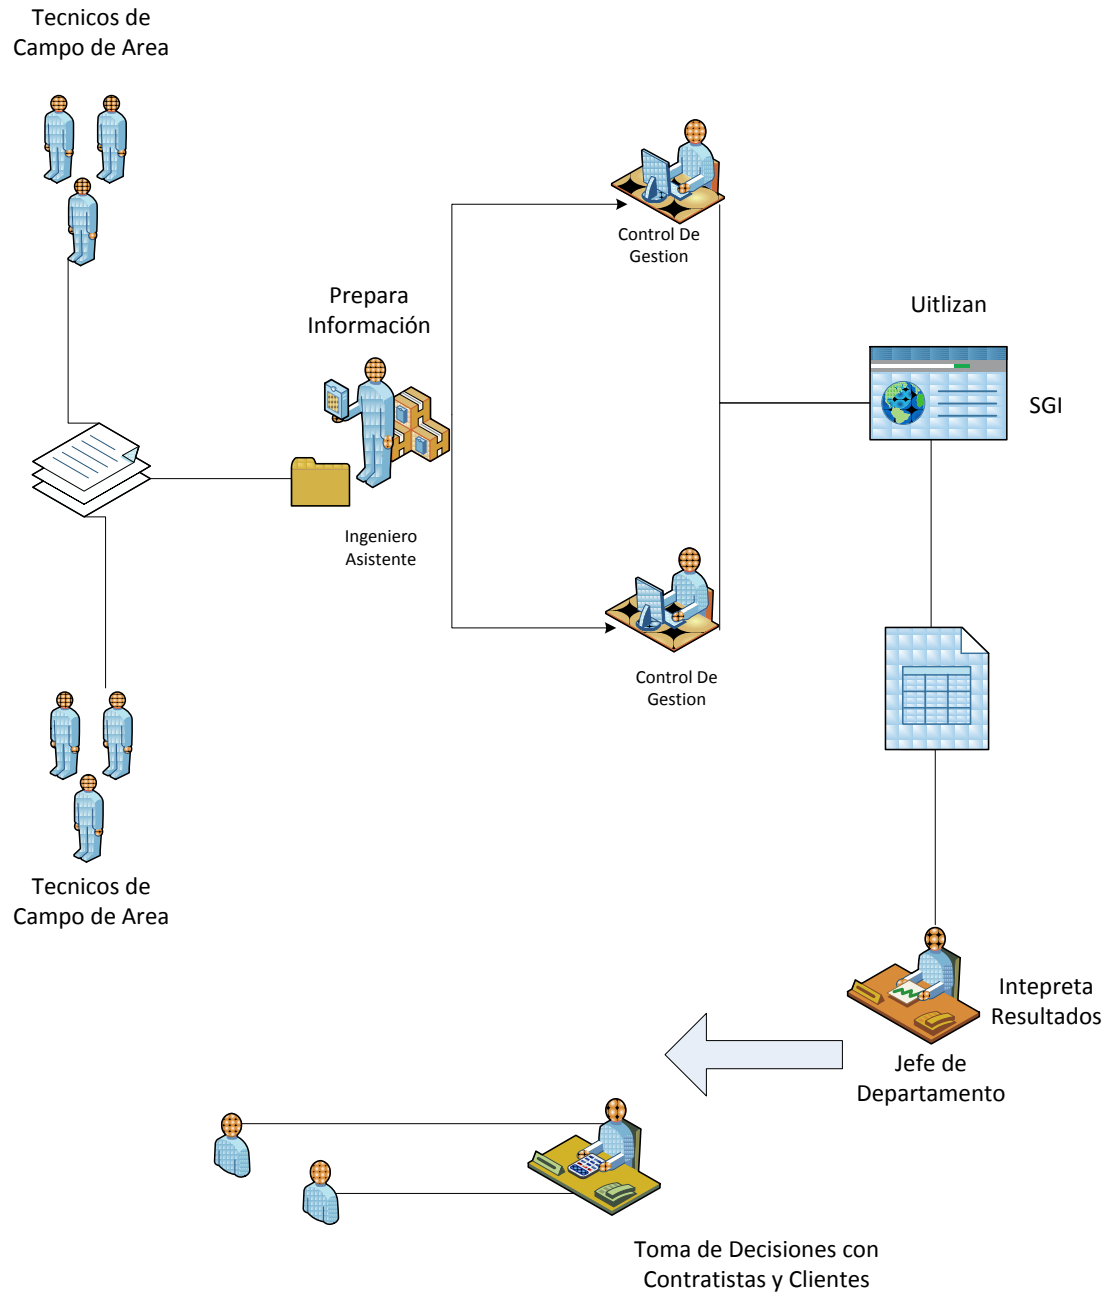 Tecnicos de
Campo de Area
Prepara
Información
Ingeniero
Asistente
Control De
Gestion
Control De
Gestion
Uitlizan
SGI
Tecnicos de
Campo de Area
Intepreta
Resultados
Jefe de
Departamento
Toma de Decisiones con
Contratistas y Clientes